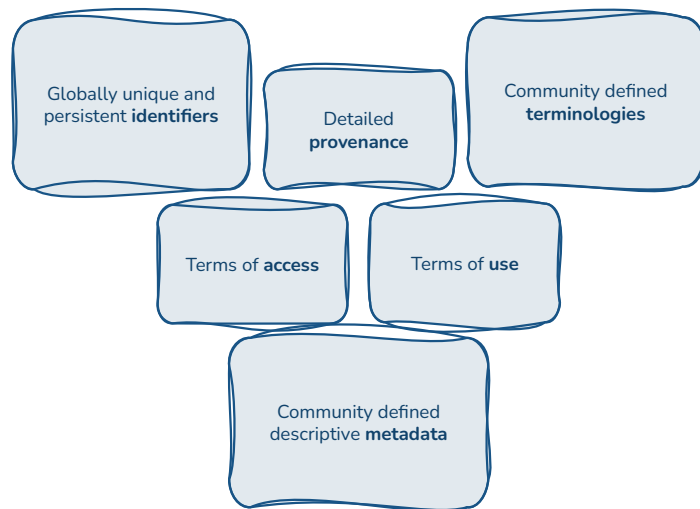 Globally unique and
persistent identifiers
Detailed
provenance
Community defined
terminologies
Terms of access
Terms of use
Community defined
descriptive metadata